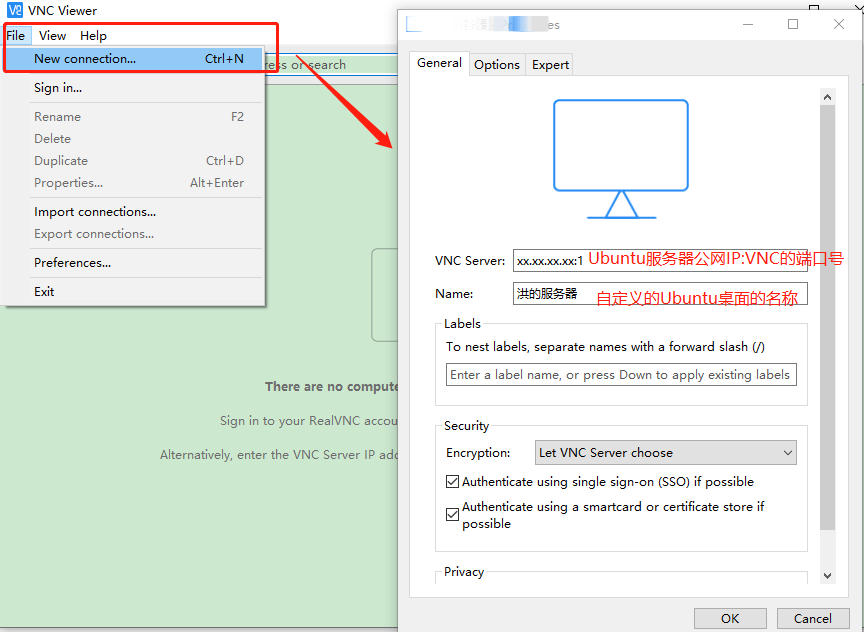 VNC Viewer
File View Help
New connection... Ctrl+N
ress or search
Sign in...
Rename F2
Delete
Duplicate Ctrl+D
Properties... Alt+Enter
Import connections...
Export connections...
Preferences...
Exit
There are no compute
Sign in to your RealVNC accou
Alternatively, enter the VNC Server IP add
General Options Expert
VNC Server: xx.xx.xx.xx:1 Ubuntu服务器公网IP:VNC的端口号
Name: 洪的服务器 自定义的Ubuntu桌面的名称
Labels
To nest labels, separate names with a forward slash (/)
Enter a label name, or press Down to apply existing labels
Security
Encryption: Let VNC Server choose
Authenticate using single sign-on (SSO) if possible
Authenticate using a smartcard or certificate store if
possible
Privacy
OK Cancel